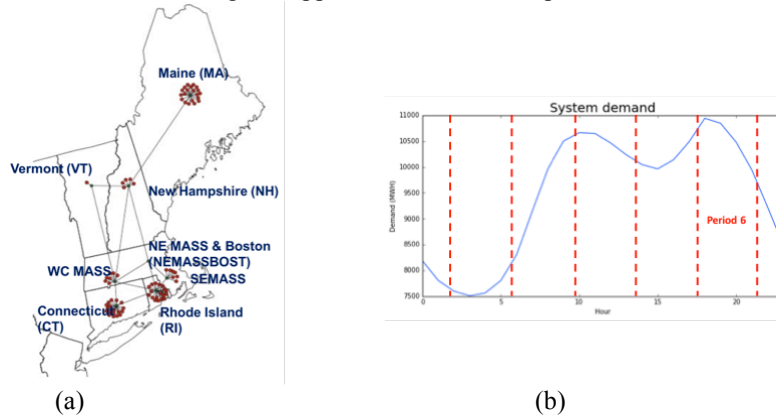 Maine (MA)
Vermont (VT)
New Hampshire (NH)
NE MASS & Boston
(NEMASSBOST)
WC MASS
SEMASS
Connecticut
(CT)
Rhode Island
(RI)
(a)
System demand
11000
10500
10000
9500
9000
8500
8000
7500
Demand (MWH)
Period 6
0
5
10
15
20
Hour
(b)